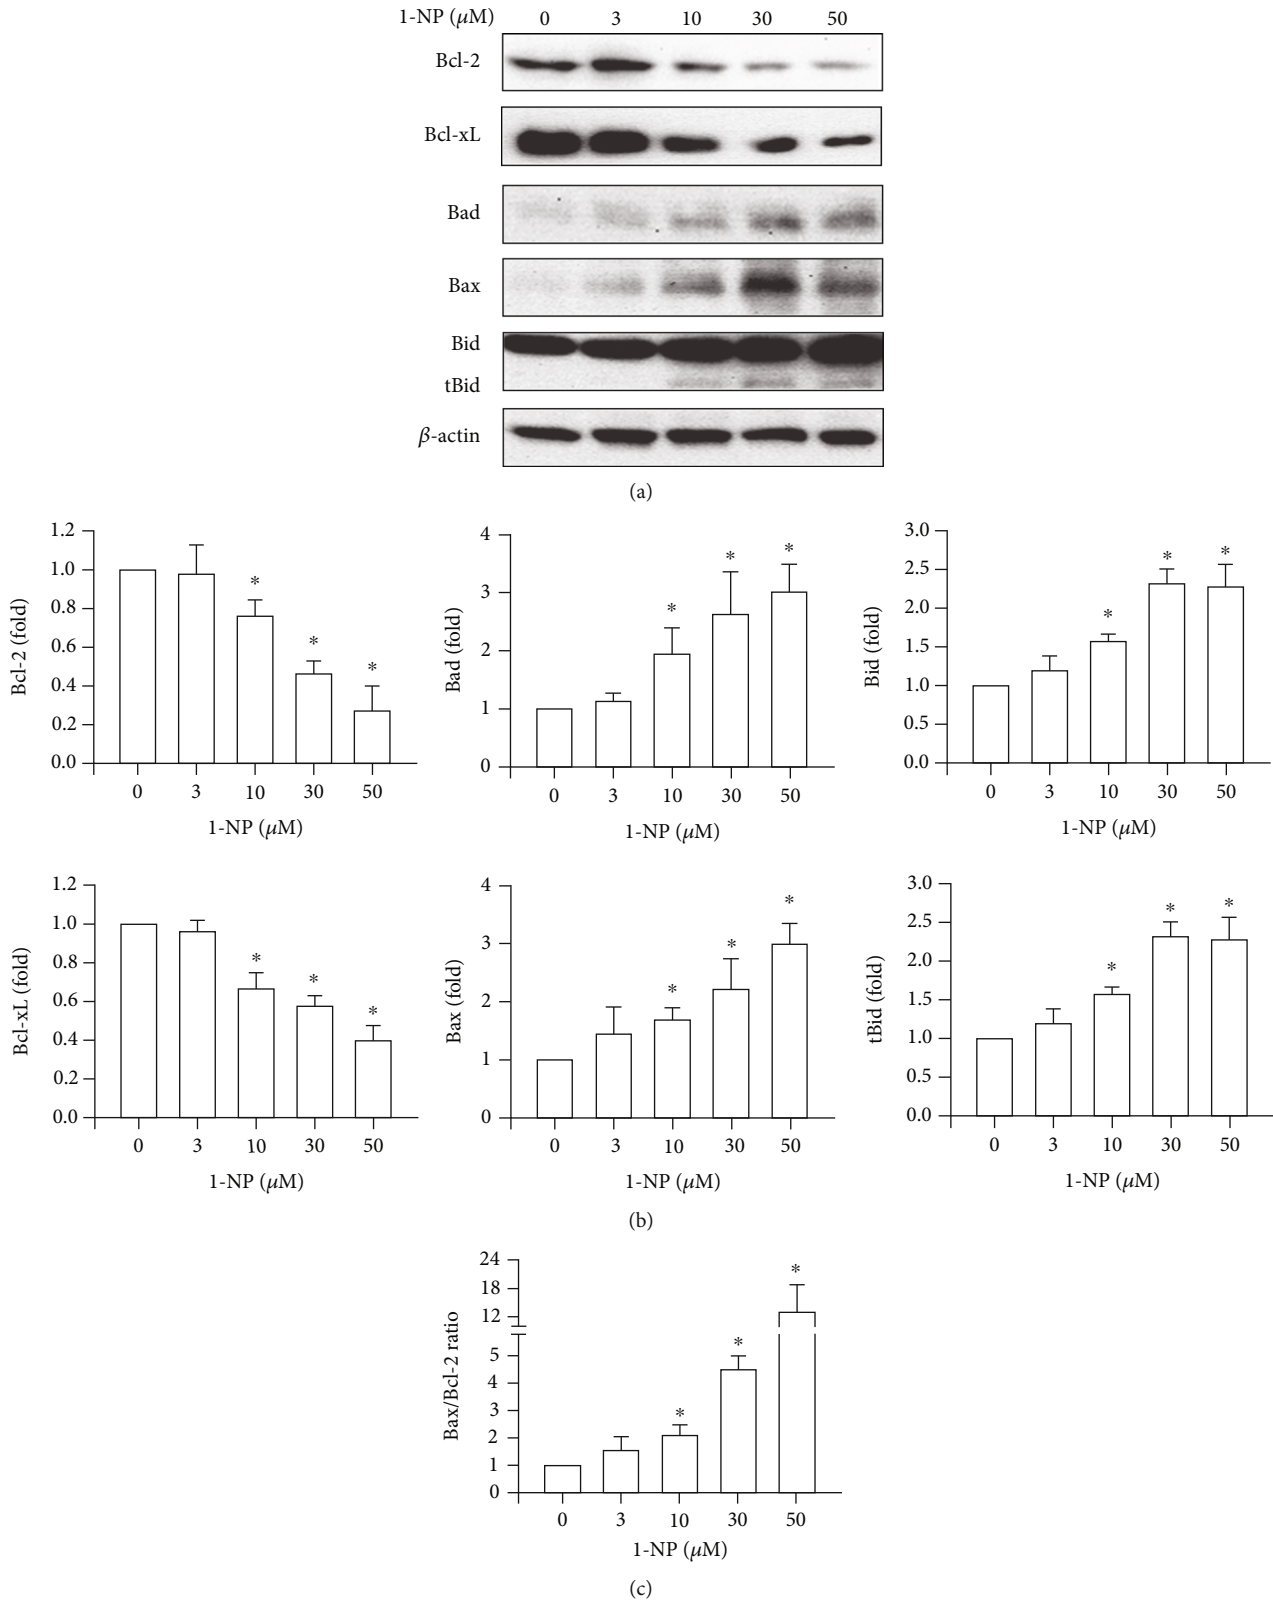 1-NP (μM) 0 3 10 30 50
Bcl-2
Bcl-xL
Bad
Bax
Bid
tBid
β-actin
(a)
Bcl-2 (fold)
1.2
1.0
0.8
0.6
0.4
0.2
0.0
* * *
0 3 10 30 50
1-NP (μM)
Bad (fold)
4
3
2
1
0
* * *
0 3 10 30 50
1-NP (μM)
Bid (fold)
3.0
2.5
2.0
1.5
1.0
0.5
0.0
* * *
0 3 10 30 50
1-NP (μM)
Bcl-xL (fold)
1.2
1.0
0.8
0.6
0.4
0.2
0.0
* * *
0 3 10 30 50
1-NP (μM)
Bax (fold)
4
3
2
1
0
* * *
0 3 10 30 50
1-NP (μM)
tBid (fold)
3.0
2.5
2.0
1.5
1.0
0.5
0.0
* * *
0 3 10 30 50
1-NP (μM)
(b)
Bax/Bcl-2 ratio
24
18
12
5
4
3
2
1
0
* * *
0 3 10 30 50
1-NP (μM)
(c)